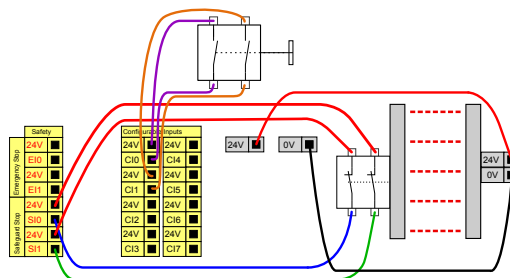 Safety
Emergency Stop
24V
EI0
24V
EI1
Safeguard Stop
24V
SI0
24V
SI1
Configurable Inputs
24V 24V
CI0 CI4
24V 24V
CI1 CI5
24V 24V
CI2 CI6
24V 24V
CI3 CI7
24V
0V
24V
0V